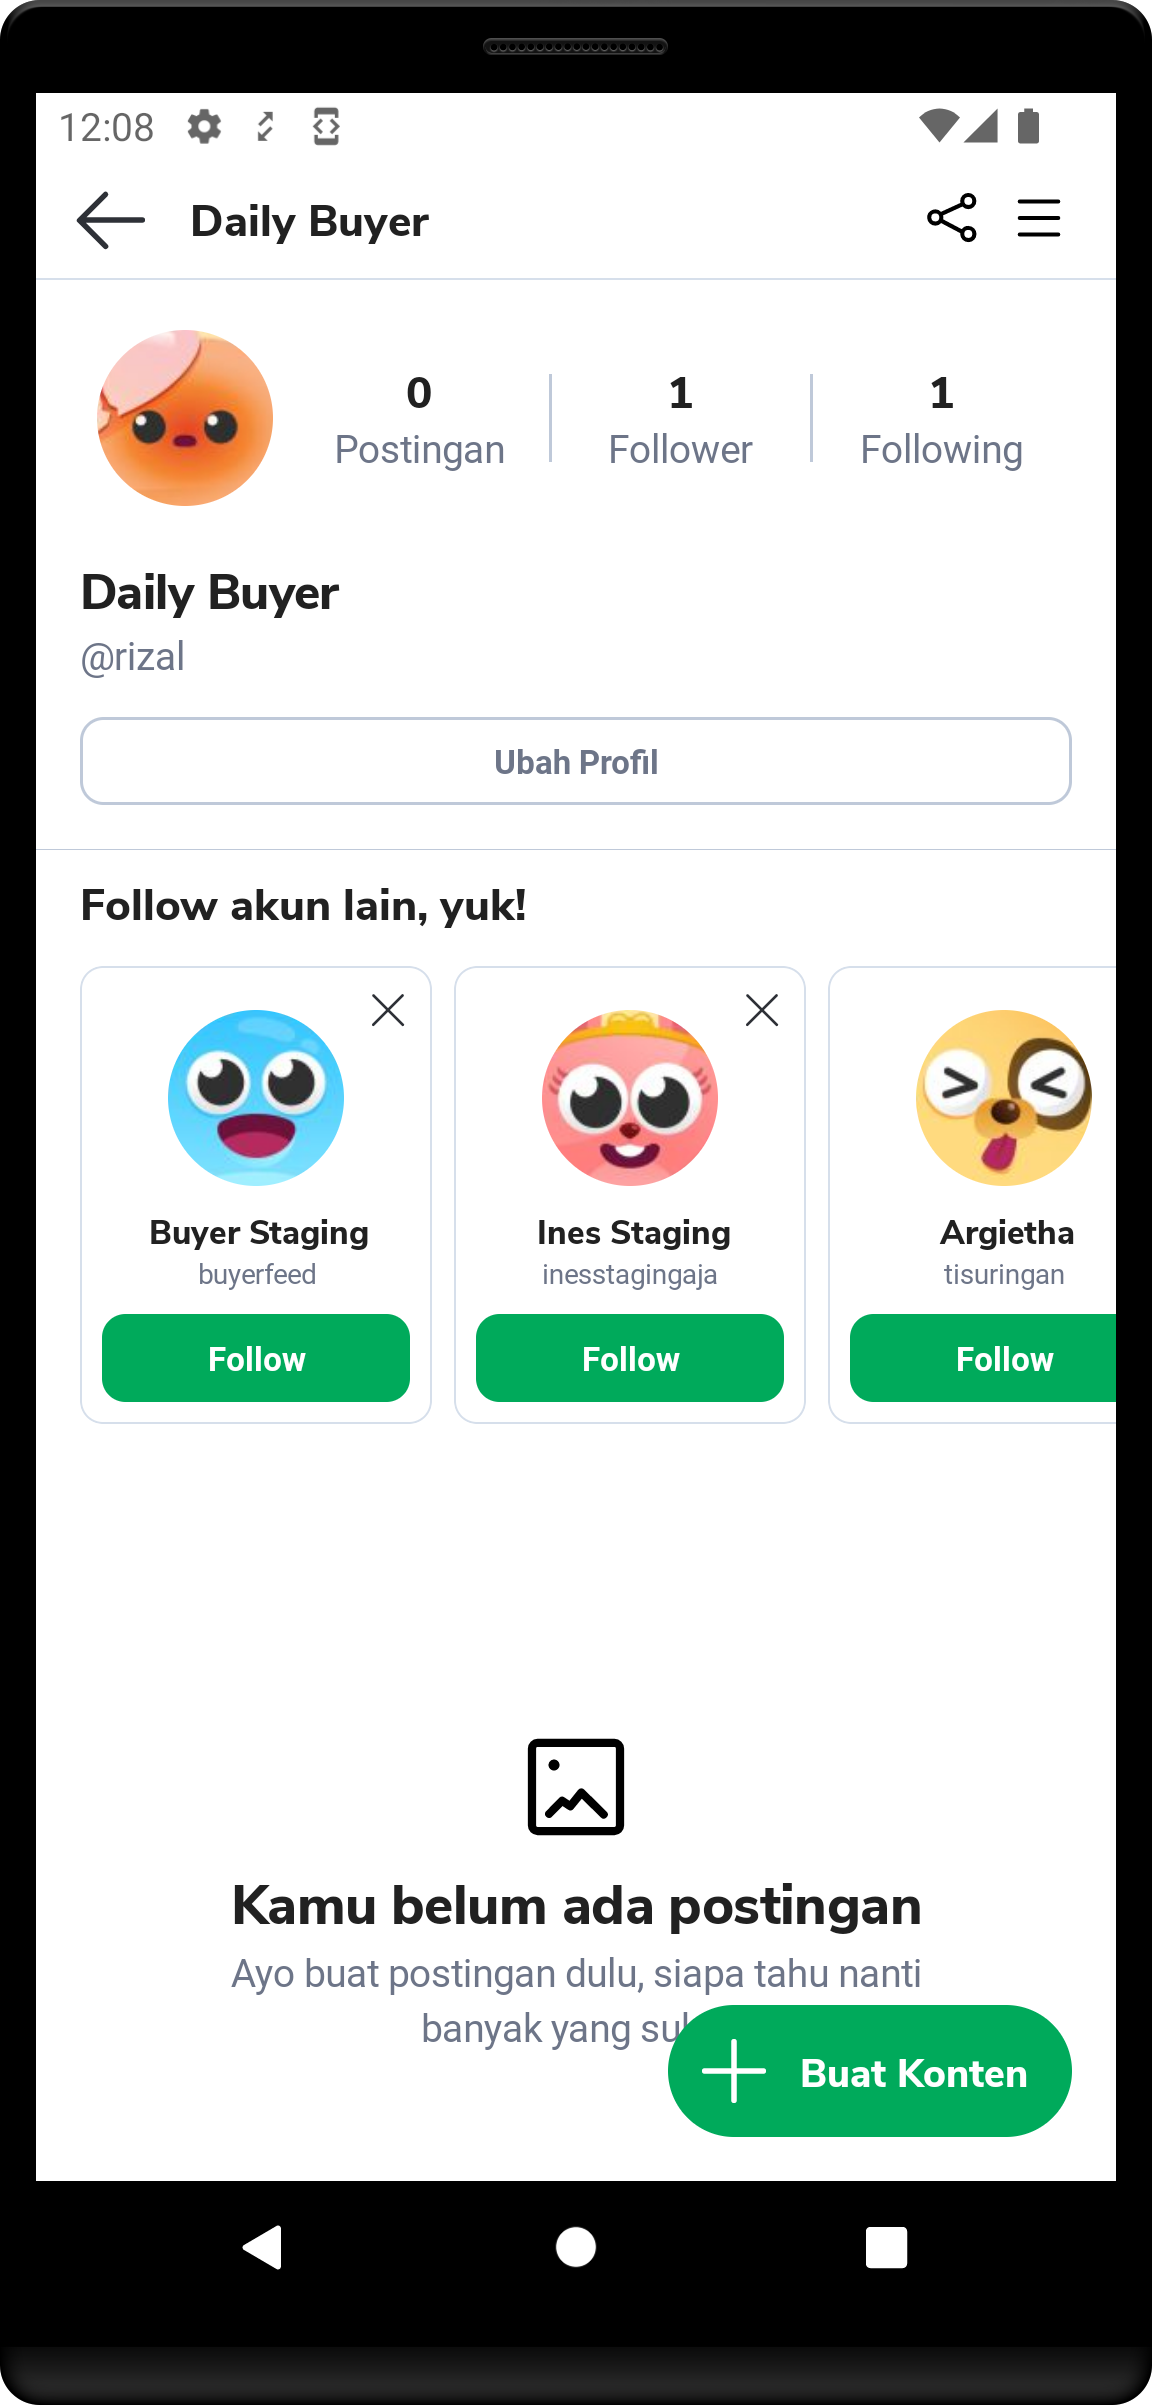 12:08
Daily Buyer
0
Postingan
1
Follower
1
Following
Daily Buyer
@rizal
Ubah Profil
Follow akun lain, yuk!
Buyer Staging
buyerfeed
Follow
Ines Staging
inesstagingaja
Follow
Argietha
tisuringan
Follow
Kamu belum ada postingan
Ayo buat postingan dulu, siapa tahu nanti
banyak yang
Buat Konten